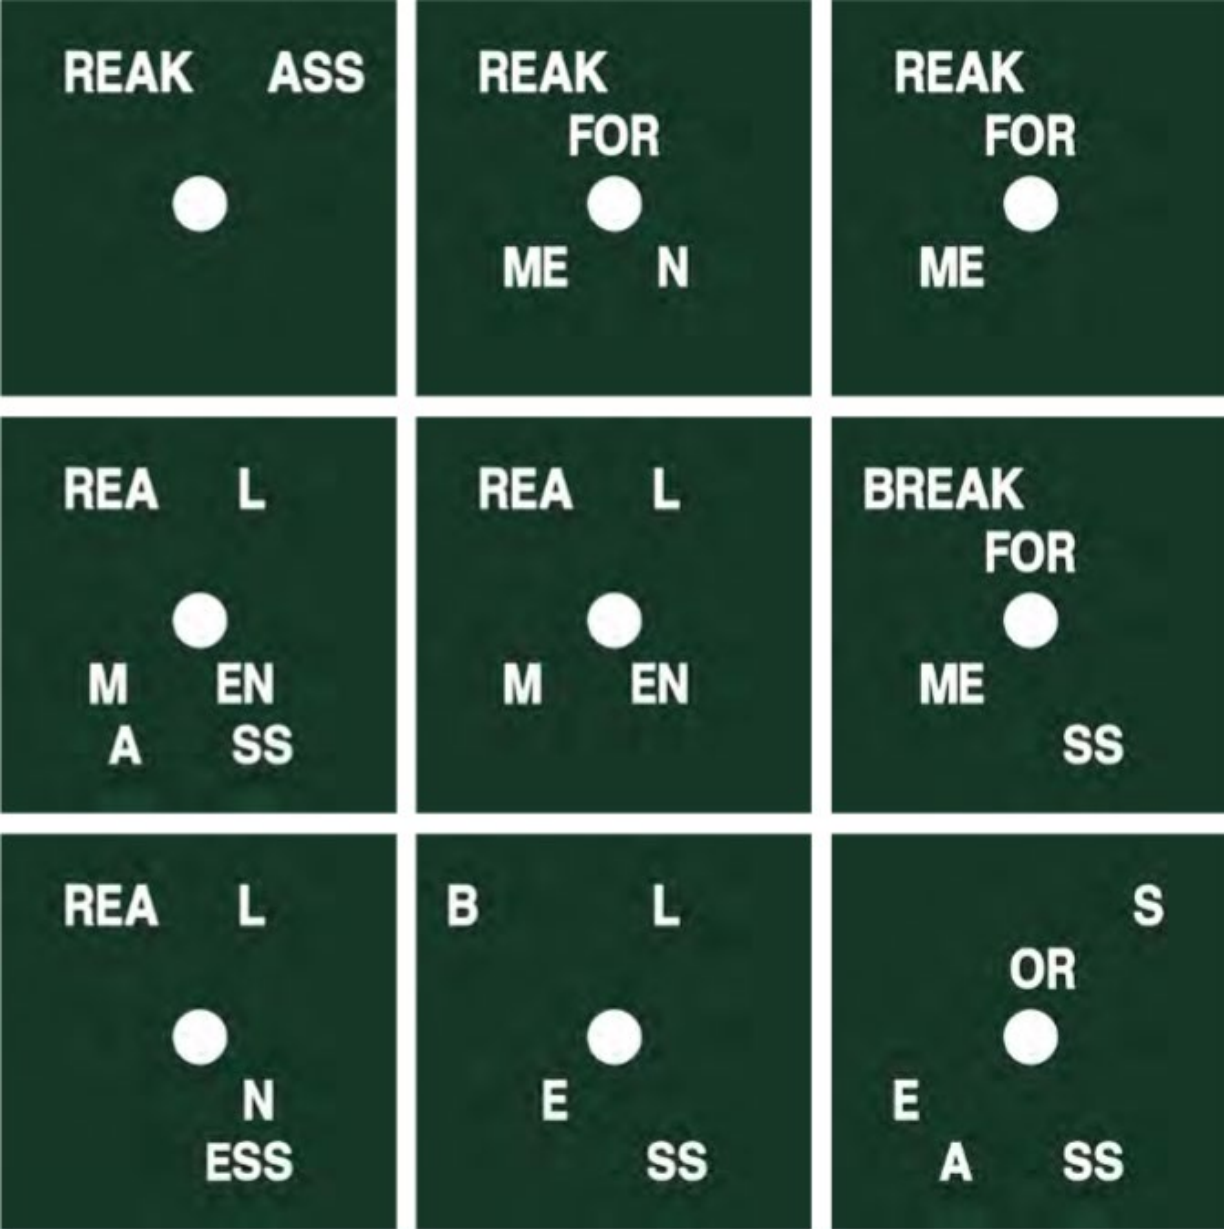 REAK ASS
REAK
FOR
ME N
REAK
FOR
ME
REA L
M EN
A SS
REA L
M EN
BREAK
FOR
ME
SS
REA L
N
ESS
B L
E
SS
S
OR
E
A SS